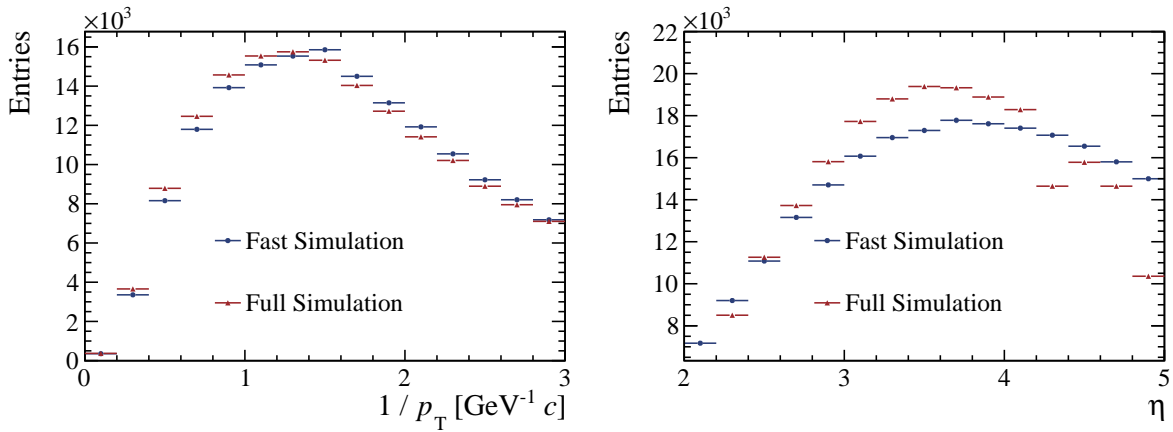 ×10³
Entries
16
14
12
10
8
6
4
2
0
Fast Simulation
Full Simulation
0 1 2 3
1 / p_T [GeV⁻¹ c]
×10³
Entries
22
20
18
16
14
12
10
8
Fast Simulation
Full Simulation
2 3 4 5
η